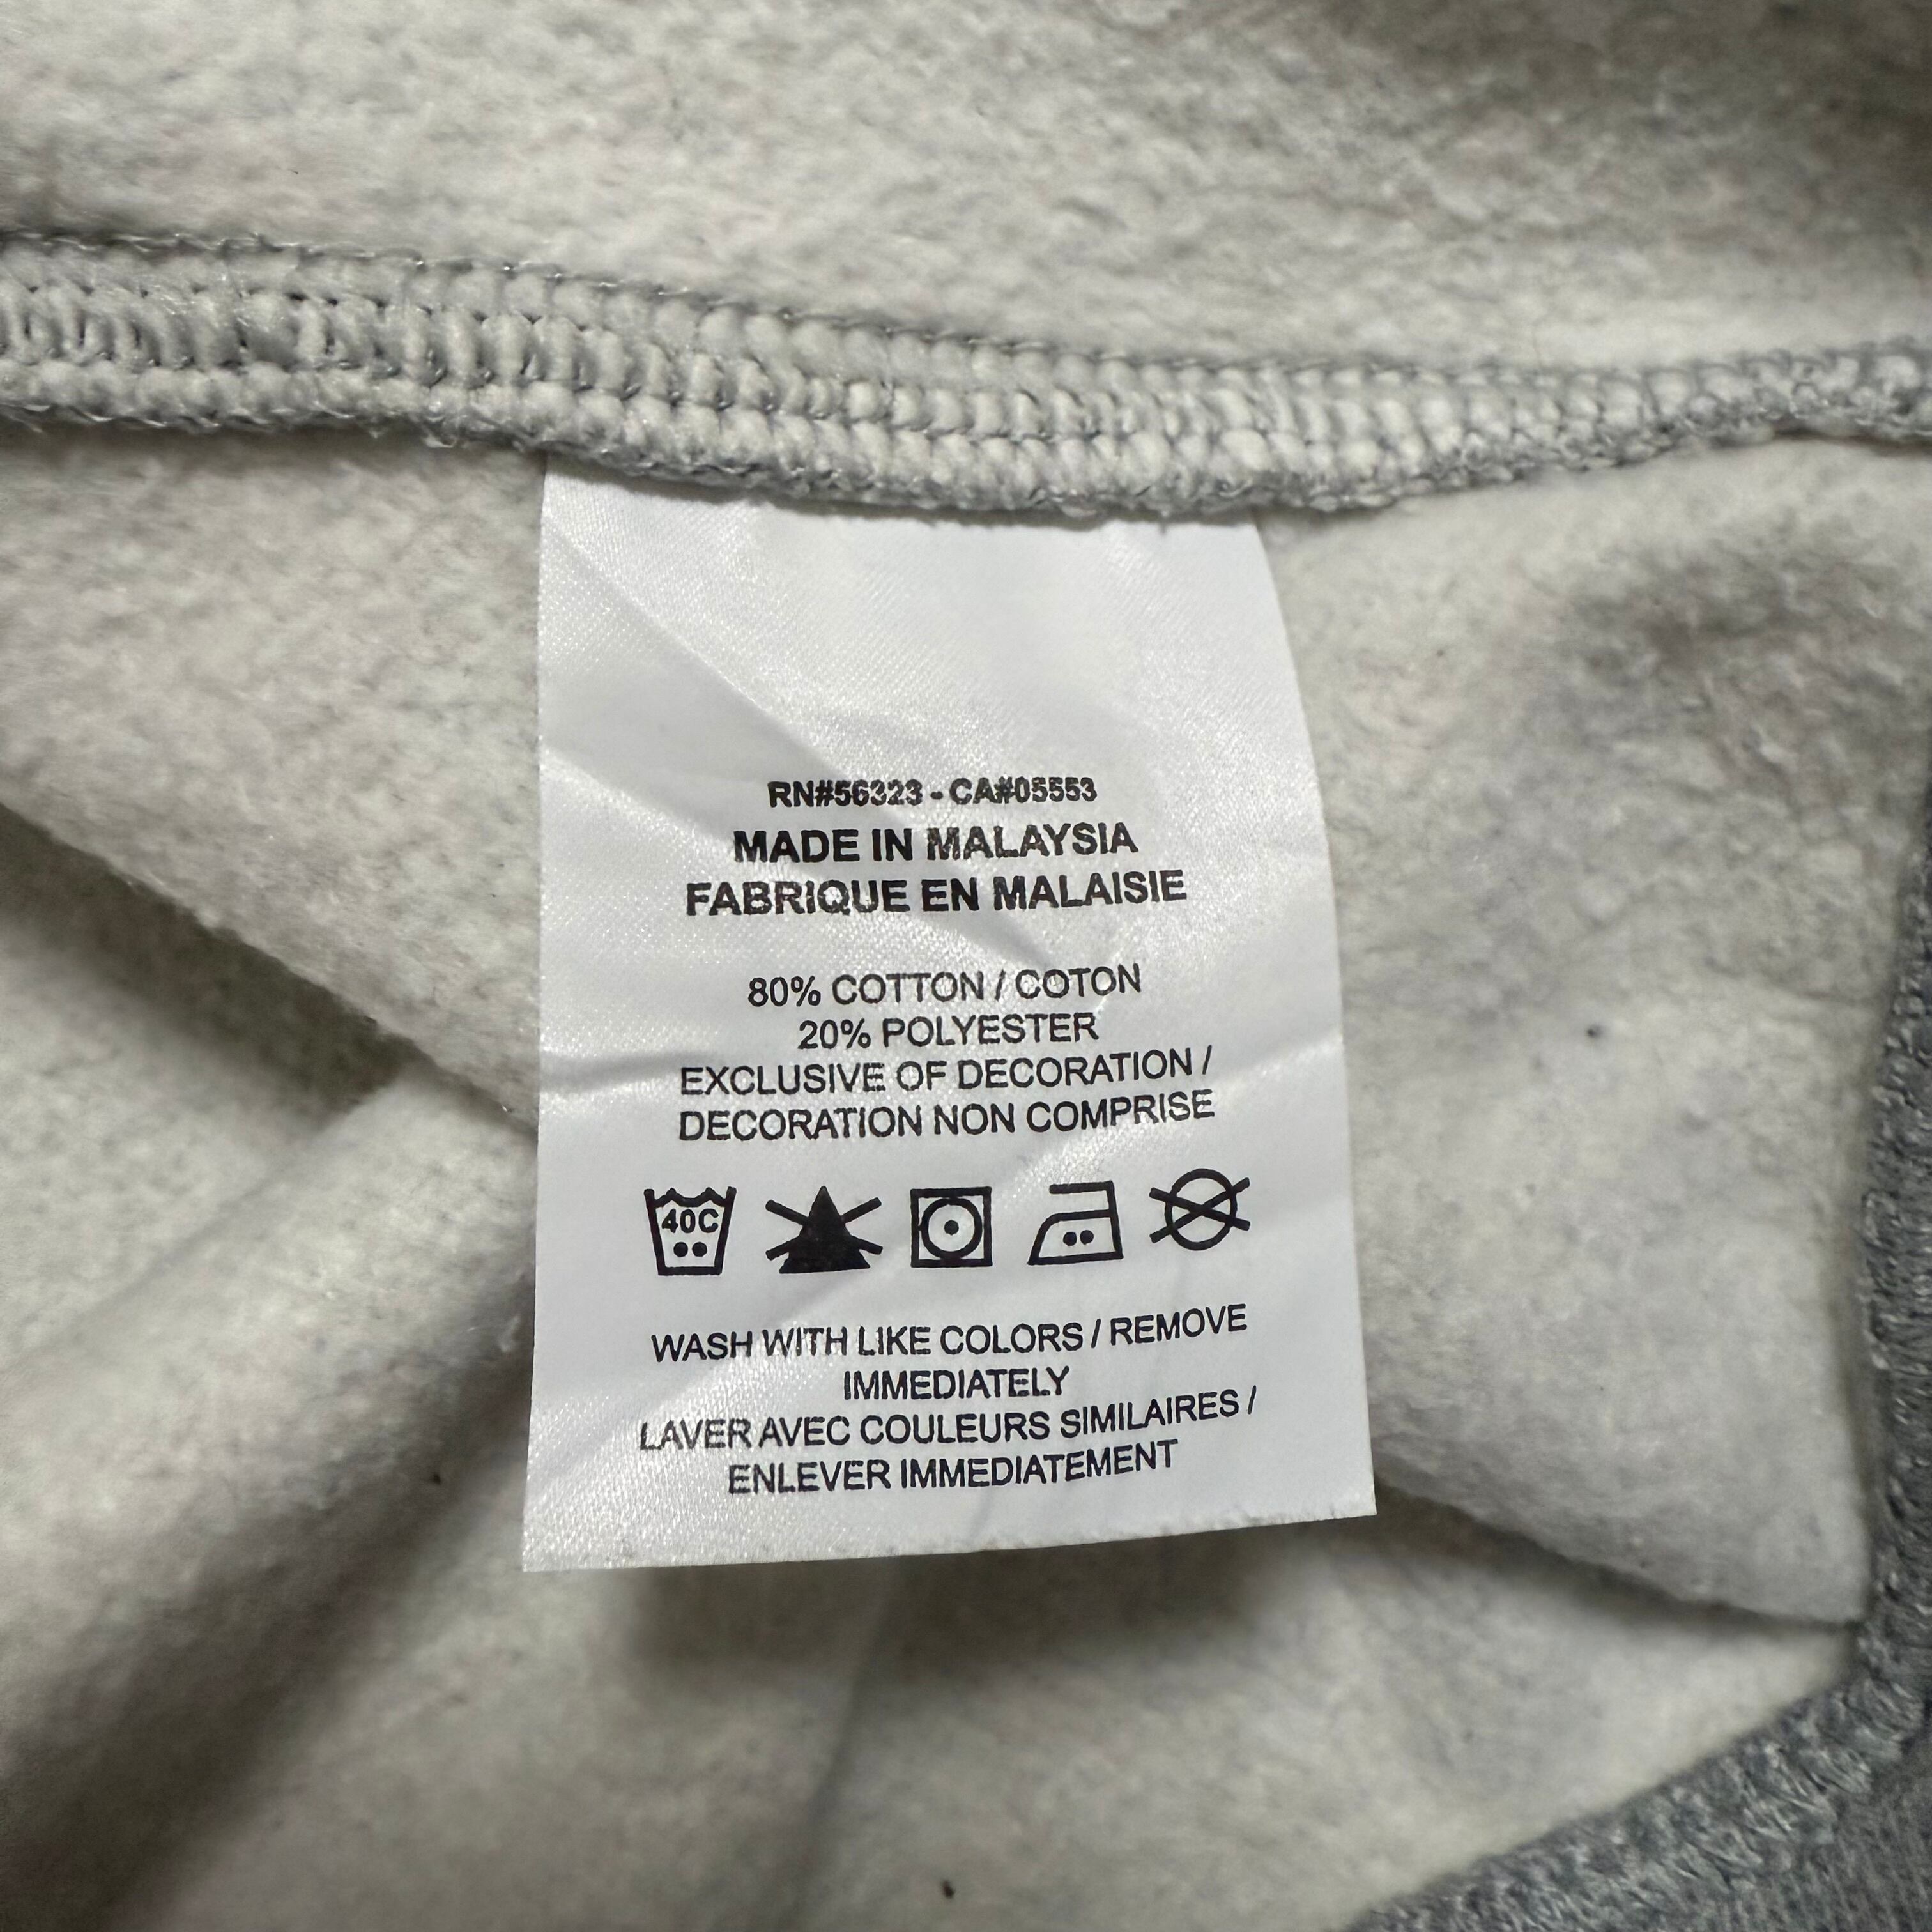 RN#56323 - CA#05553
MADE IN MALAYSIA
FABRIQUE EN MALAISIE
80% COTTON / COTON
20% POLYESTER
EXCLUSIVE OF DECORATION /
DECORATION NON COMPRISE
40C
WASH WITH LIKE COLORS / REMOVE
IMMEDIATELY
LAVER AVEC COULEURS SIMILAIRES /
ENLEVER IMMEDIATEMENT